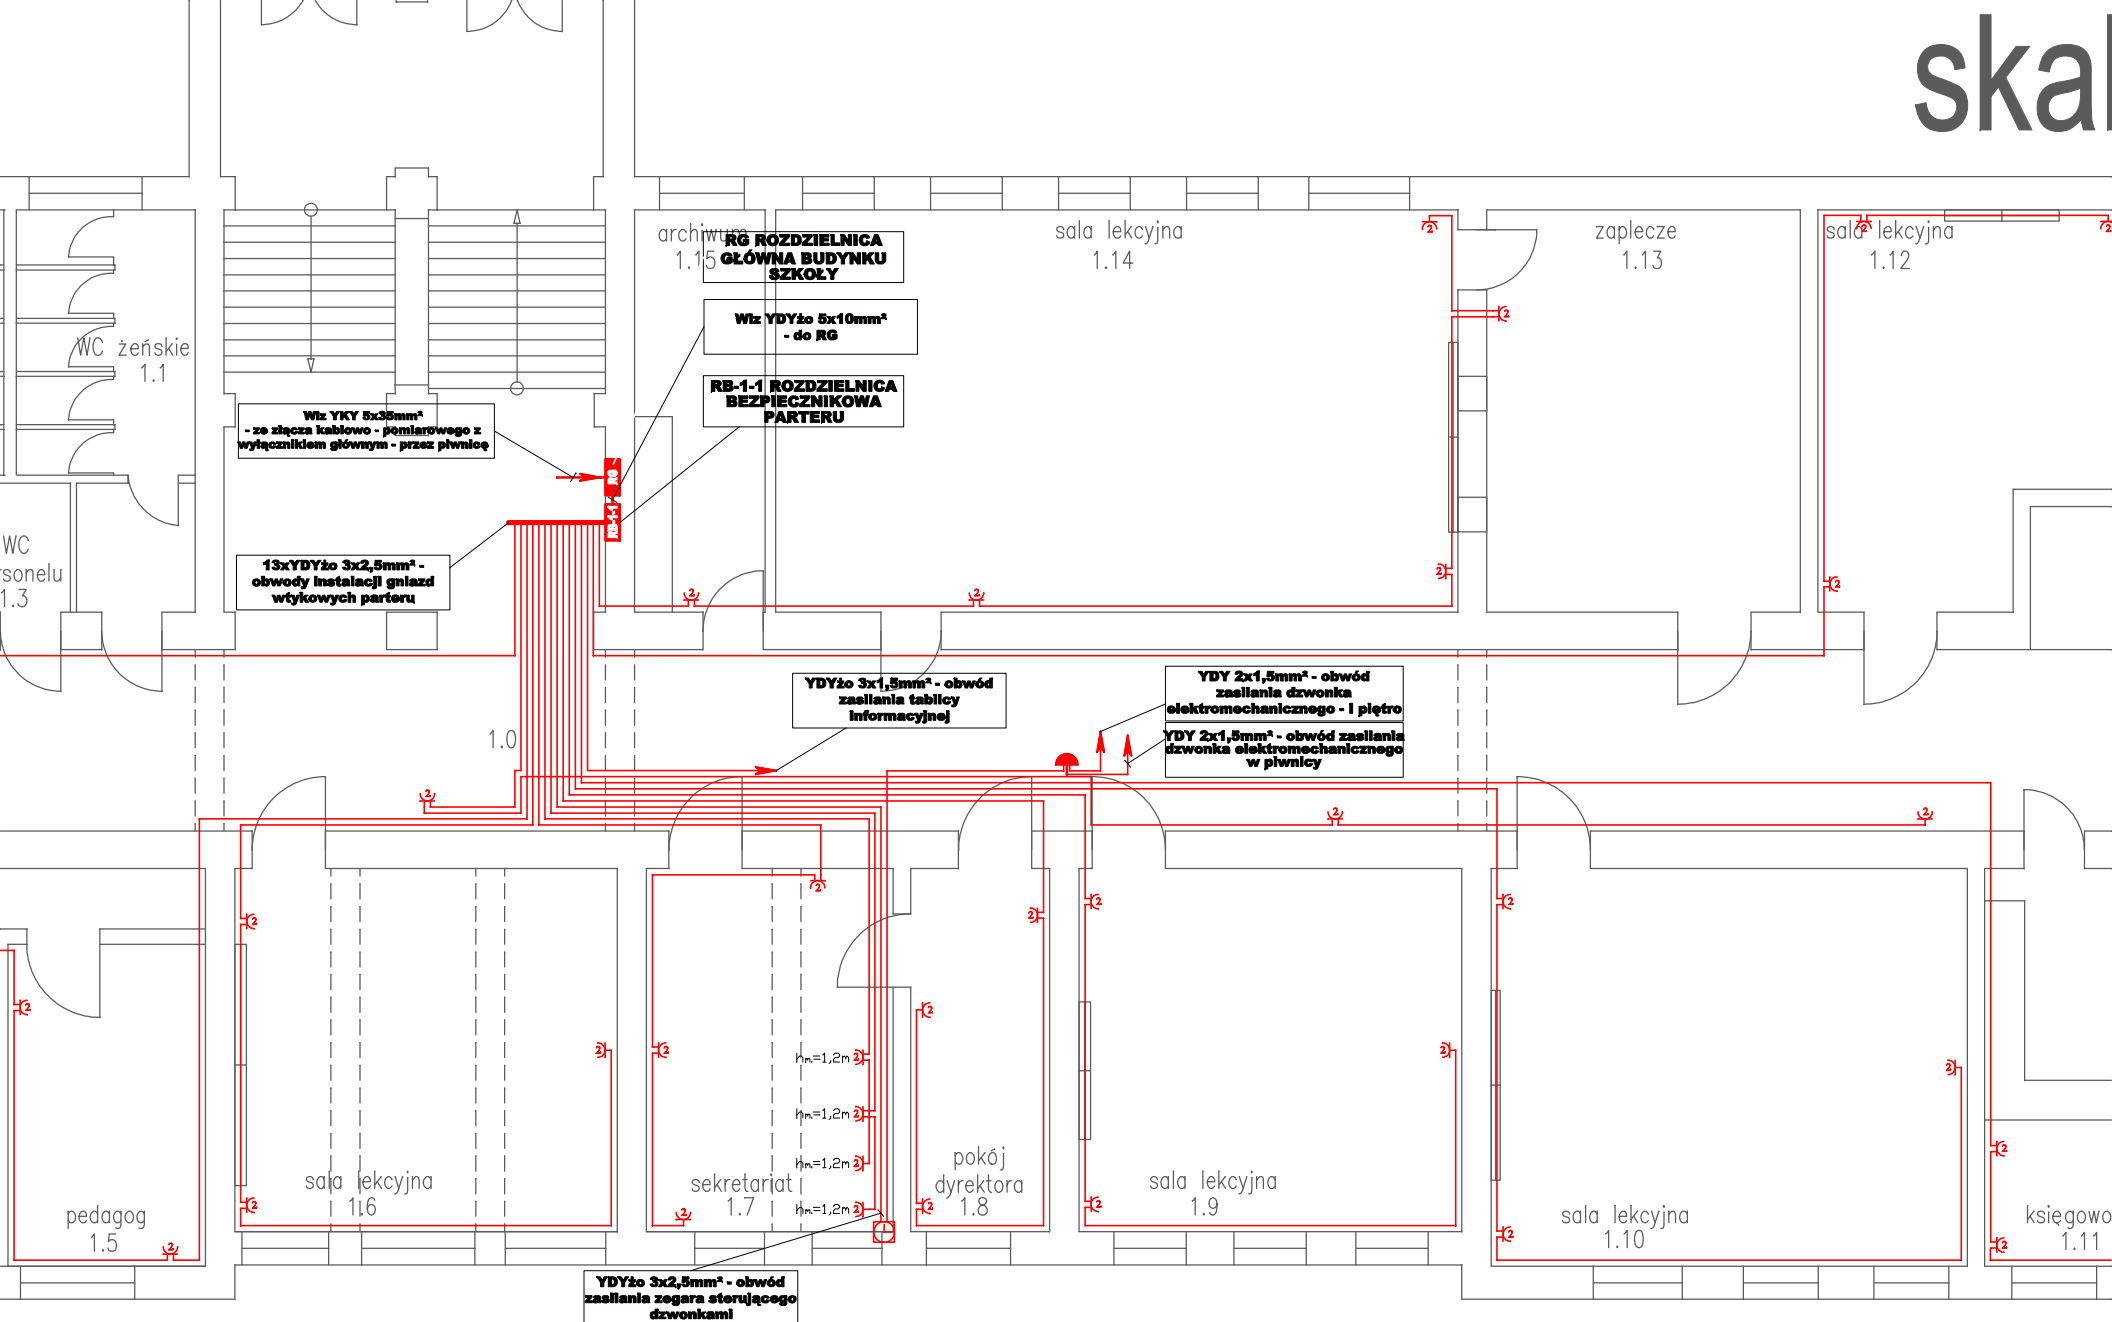 skal
archiwum
1.15
RG ROZDZIELNICA
GŁÓWNA BUDYNKU
SZKOŁY
sala lekcyjna
1.14
zaplecze
1.13
sala lekcyjna
1.12
Wlz YDYżo 5x10mm²
- do RG
WC żeńskie
1.1
RB-1-1 ROZDZIELNICA
BEZPIECZNIKOWA
PARTERU
Wlz YKY 5x35mm²
- ze złącza kablowo - pomiarowego z
wyłącznikiem głównym - przez piwnicę
RG
RB-1-1
WC
rsonelu
1.3
13xYDYżo 3x2,5mm² -
obwody instalacji gniazd
wtykowych parteru
YDYżo 3x1,5mm² - obwód
zasilania tablicy
informacyjnej
YDY 2x1,5mm² - obwód
zasilania dzwonka
elektromechanicznego - I piętro
YDY 2x1,5mm² - obwód zasilania
dzwonka elektromechanicznego
w piwnicy
1.0
hm=1,2m
hm=1,2m
hm=1,2m
hm=1,2m
pedagog
1.5
sala lekcyjna
1.6
sekretariat
1.7
pokój
dyrektora
1.8
sala lekcyjna
1.9
sala lekcyjna
1.10
księgowo
1.11
YDYżo 3x2,5mm² - obwód
zasilania zegara sterującego
dzwonkami